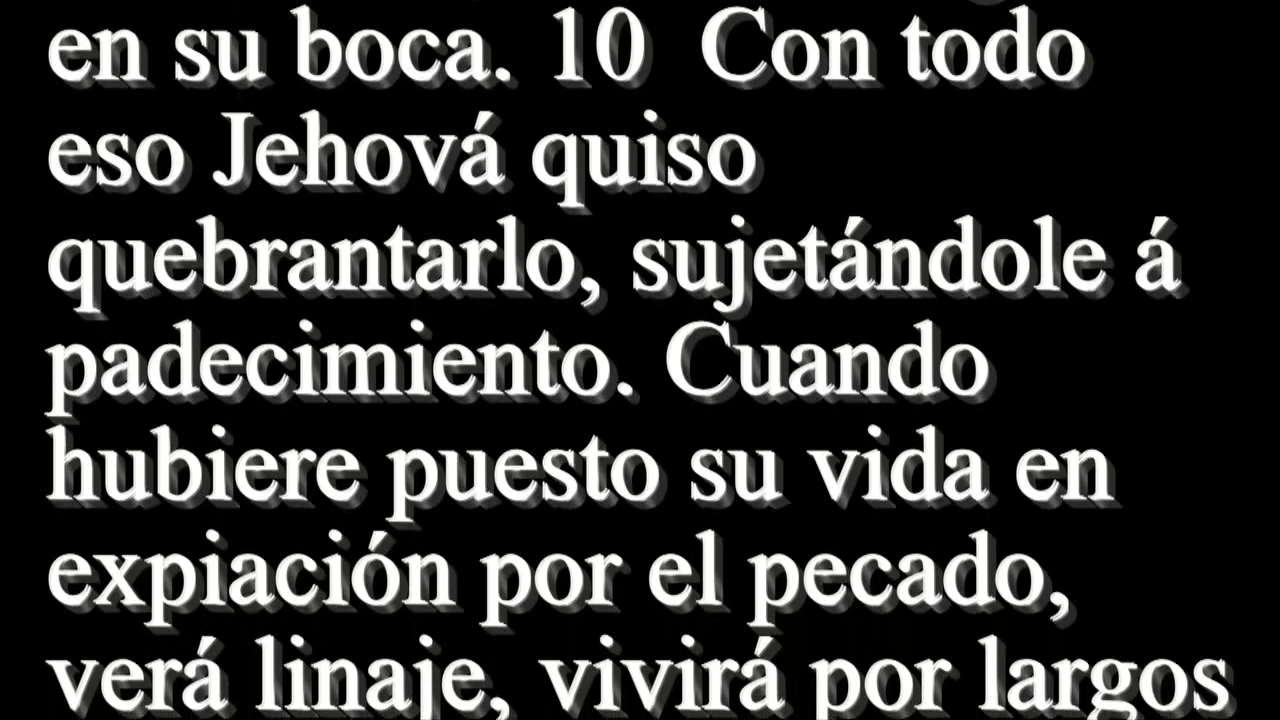 en su boca. 10  Con todo
eso Jehová quiso
quebrantarlo, sujetándole á
padecimiento. Cuando
hubiere puesto su vida en
expiación por el pecado,
verá linaje, vivirá por largos